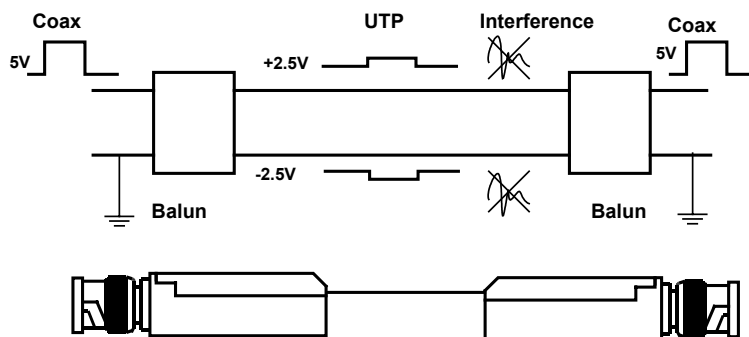 Coax UTP Interference Coax
5V +2.5V 5V
-2.5V
Balun Balun